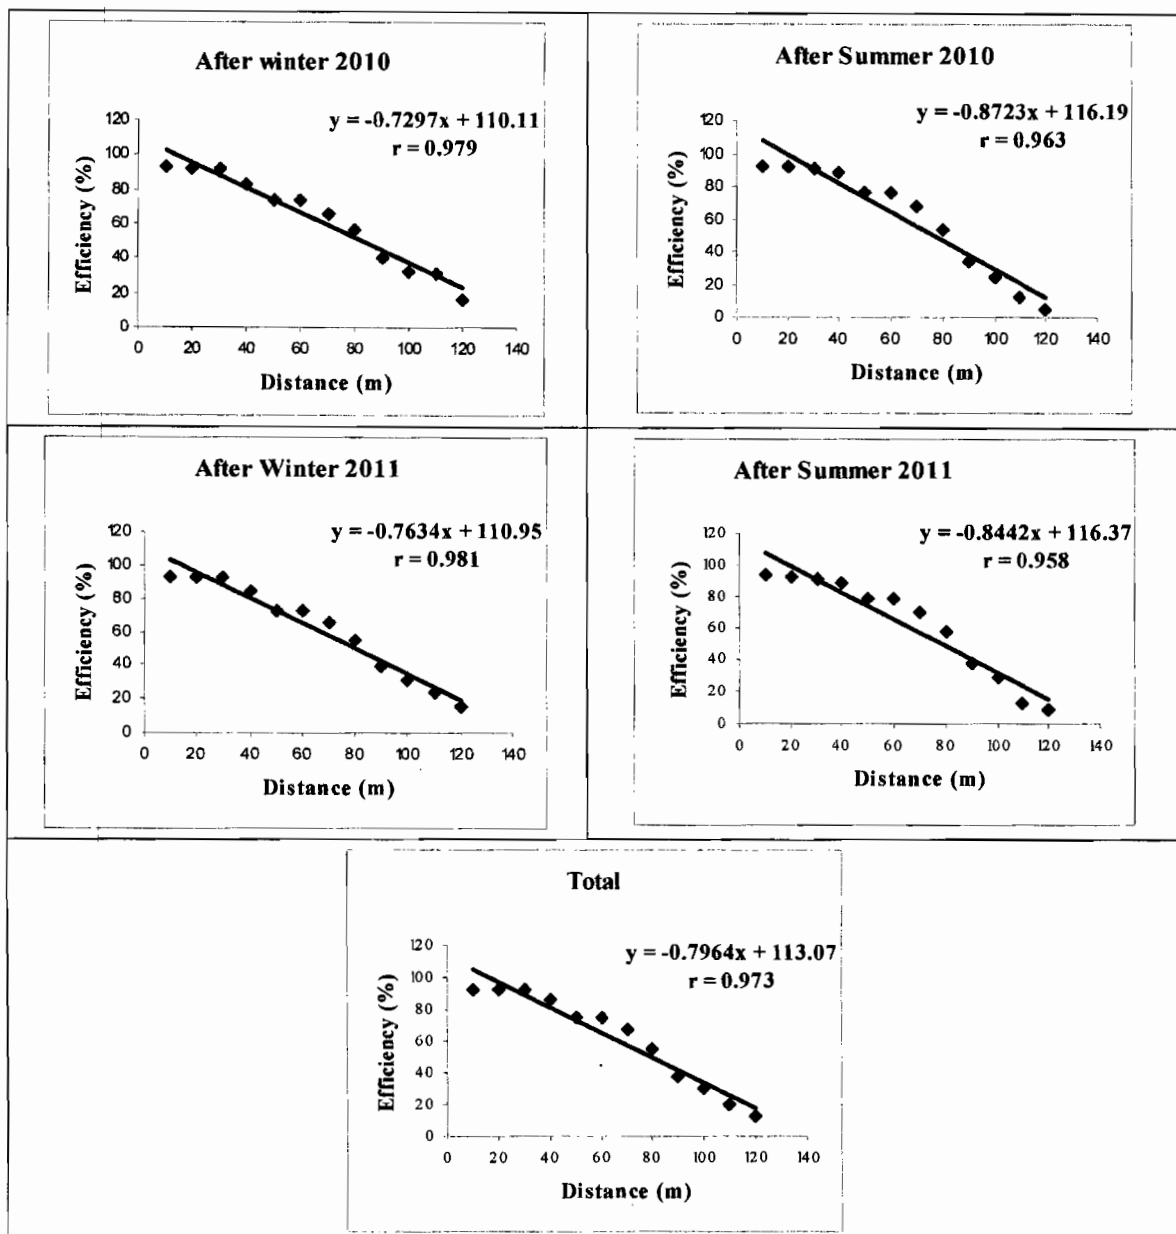 After winter 2010
y = -0.7297x + 110.11
r = 0.979
120
100
80
60
40
20
0
0 20 40 60 80 100 120 140
Efficiency (%)
Distance (m)
After Summer 2010
y = -0.8723x + 116.19
r = 0.963
120
100
80
60
40
20
0
0 20 40 60 80 100 120 140
Efficiency (%)
Distance (m)
After Winter 2011
y = -0.7634x + 110.95
r = 0.981
120
100
80
60
40
20
0
0 20 40 60 80 100 120 140
Efficiency (%)
Distance (m)
After Summer 2011
y = -0.8442x + 116.37
r = 0.958
120
100
80
60
40
20
0
0 20 40 60 80 100 120 140
Efficiency (%)
Distance (m)
Total
y = -0.7964x + 113.07
r = 0.973
120
100
80
60
40
20
0
0 20 40 60 80 100 120 140
Efficiency (%)
Distance (m)